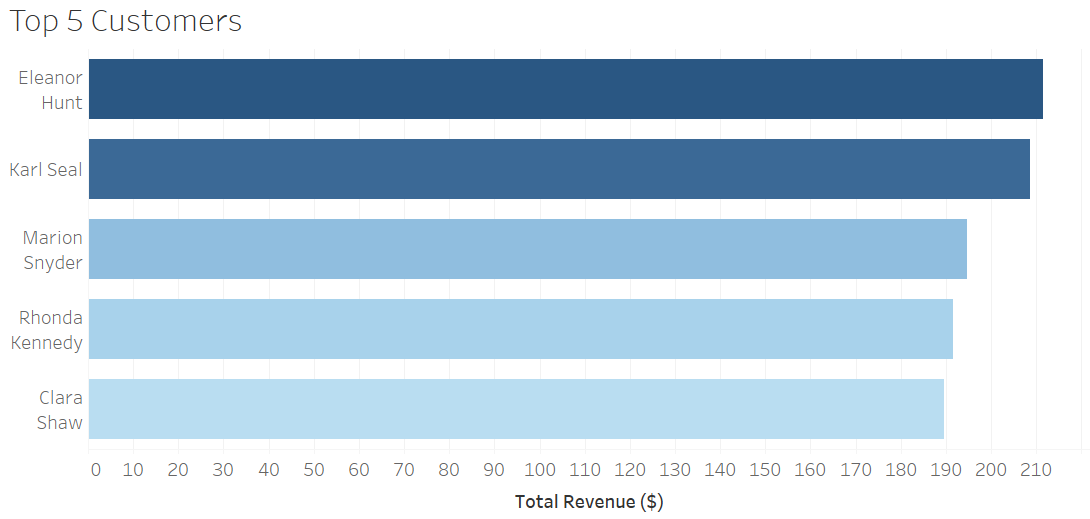 Top 5 Customers
Eleanor
Hunt
Karl Seal
Marion
Snyder
Rhonda
Kennedy
Clara
Shaw
0 10 20 30 40 50 60 70 80 90 100 110 120 130 140 150 160 170 180 190 200 210
Total Revenue ($)